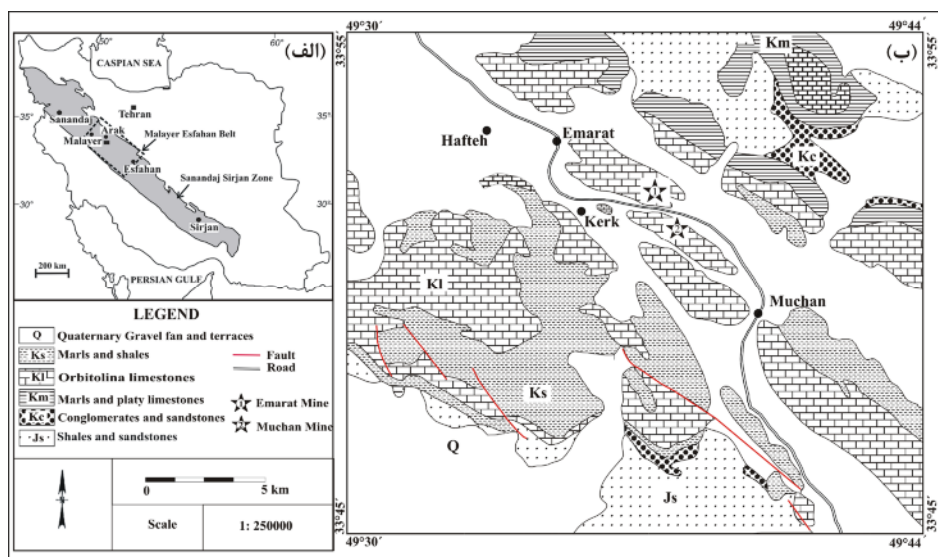 (الف)
50°
60°
CASPIAN SEA
Tehran
35°
Sanandaj
Arak
Malayer
Malayer Esfahan Belt
Esfahan
Sanandaj Sirjan Zone
30°
Sirjan
200 km
PERSIAN GULF
LEGEND
Q Quaternary Gravel fan and terraces
Ks Marls and shales
Kl Orbitolina limestones
Km Marls and platy limestones
Kc Conglomerates and sandstones
Js Shales and sandstones
Fault
Road
1 Emarat Mine
2 Muchan Mine
0 5 km
Scale 1: 250000
49°30'
49°44'
33°55'
33°55'
(ب)
Km
Emarat
Hafteh
Kc
1
Kerk
2
Kl
Muchan
Ks
Q
Js
33°45'
33°45'
49°30'
49°44'